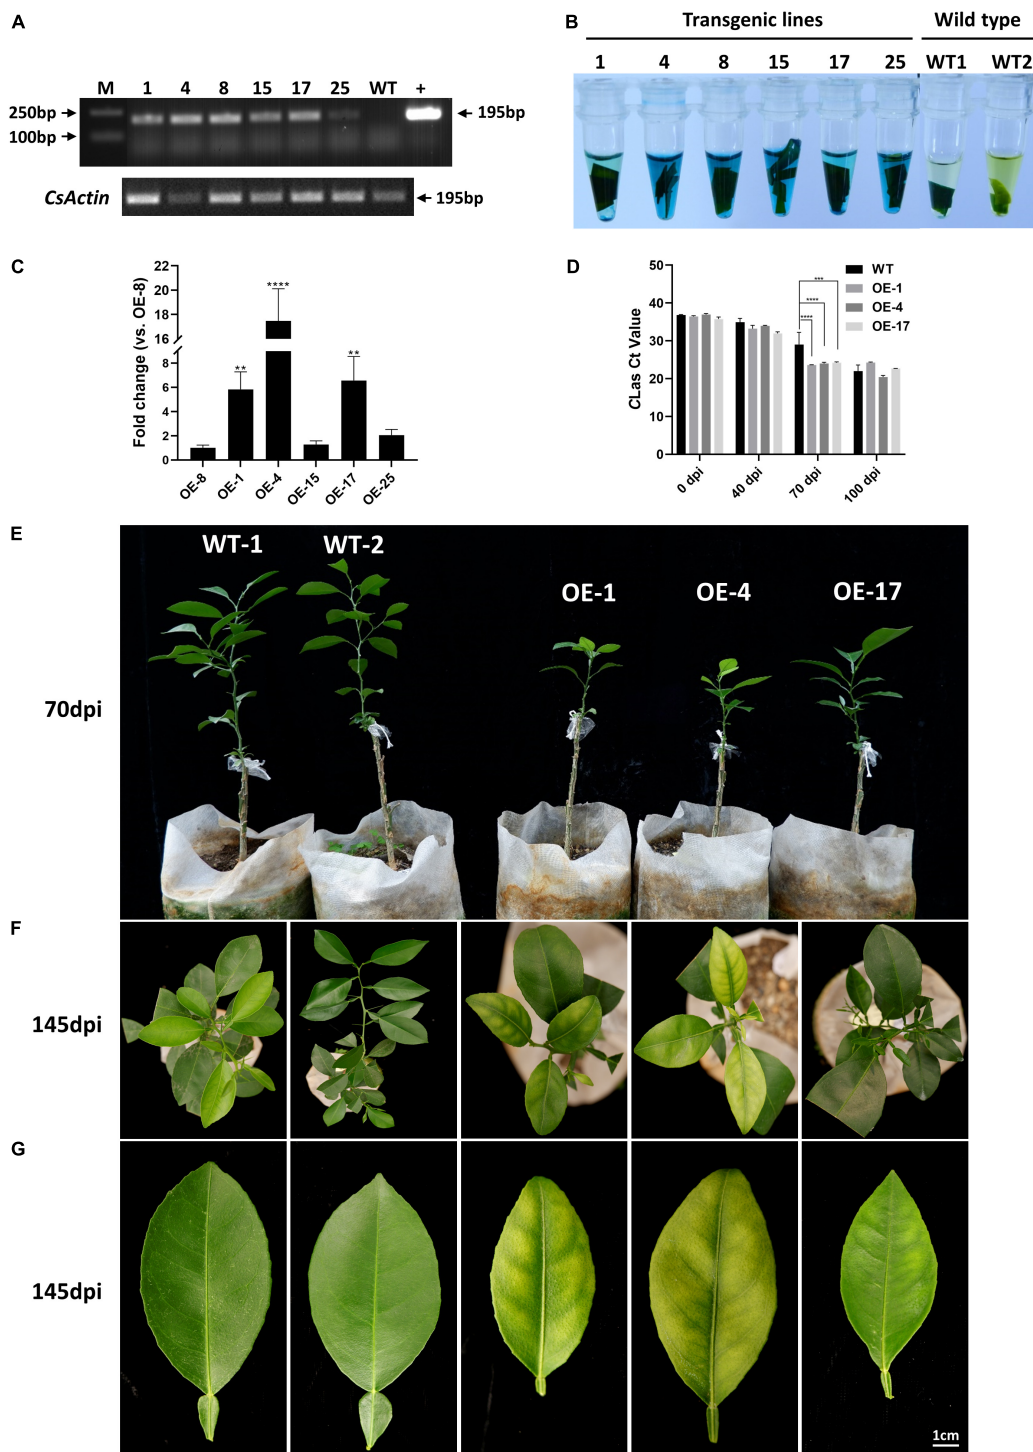 A
M 1 4 8 15 17 25 WT +
250bp
195bp
100bp
CsActin
195bp
B
Transgenic lines Wild type
1 4 8 15 17 25 WT1 WT2
C
Fold change (vs. OE-8)
22
20
18
16
8
6
4
2
0
**
****
**
OE-8 OE-1 OE-4 OE-15 OE-17 OE-25
D
CLas Ct Value
50
40
30
20
10
0
WT
OE-1
OE-4
OE-17
***
****
****
0 dpi 40 dpi 70 dpi 100 dpi
E
WT-1 WT-2 OE-1 OE-4 OE-17
70dpi
F
145dpi
G
145dpi
1cm